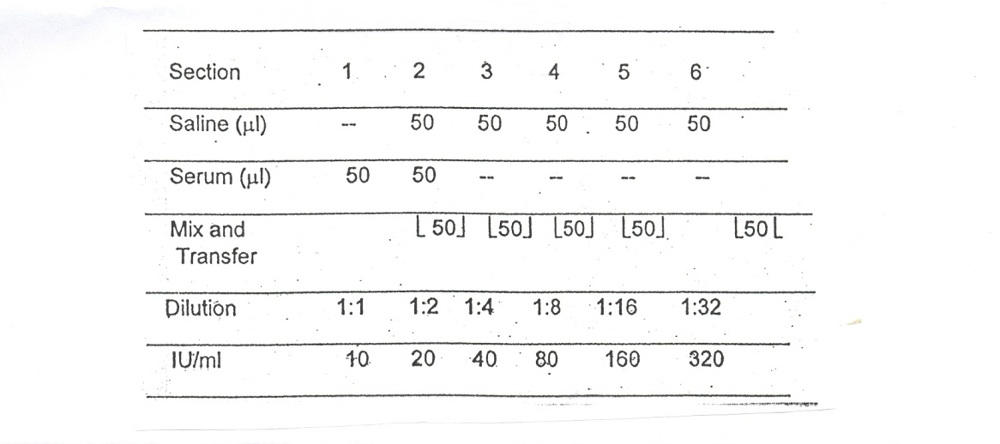 Section 1 2 3 4 5 6
Saline (µl) -- 50 50 50 50 50
Serum (µl) 50 50 -- -- -- --
Mix and ⌊ 50⌋ ⌊50⌋ ⌊50⌋ ⌊50⌋ ⌊50⌊
Transfer
Dilution 1:1 1:2 1:4 1:8 1:16 1:32
IU/ml 10 20 40 80 160 320